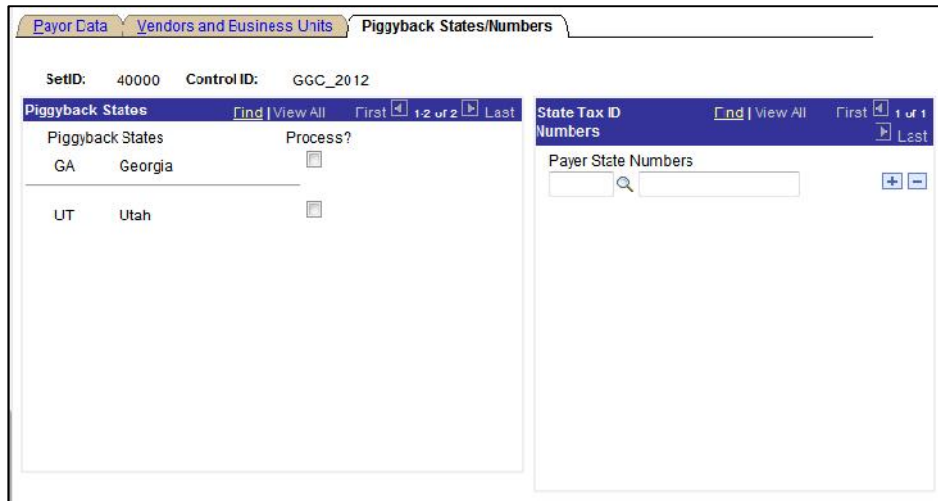 Payor Data Vendors and Business Units Piggyback States/Numbers
SetID: 40000 Control ID: GGC_2012
Piggyback States Find | View All First 1-2 of 2 Last
Piggyback States Process?
GA Georgia
UT Utah
State Tax ID Numbers Find | View All First 1 of 1 Last
Payer State Numbers